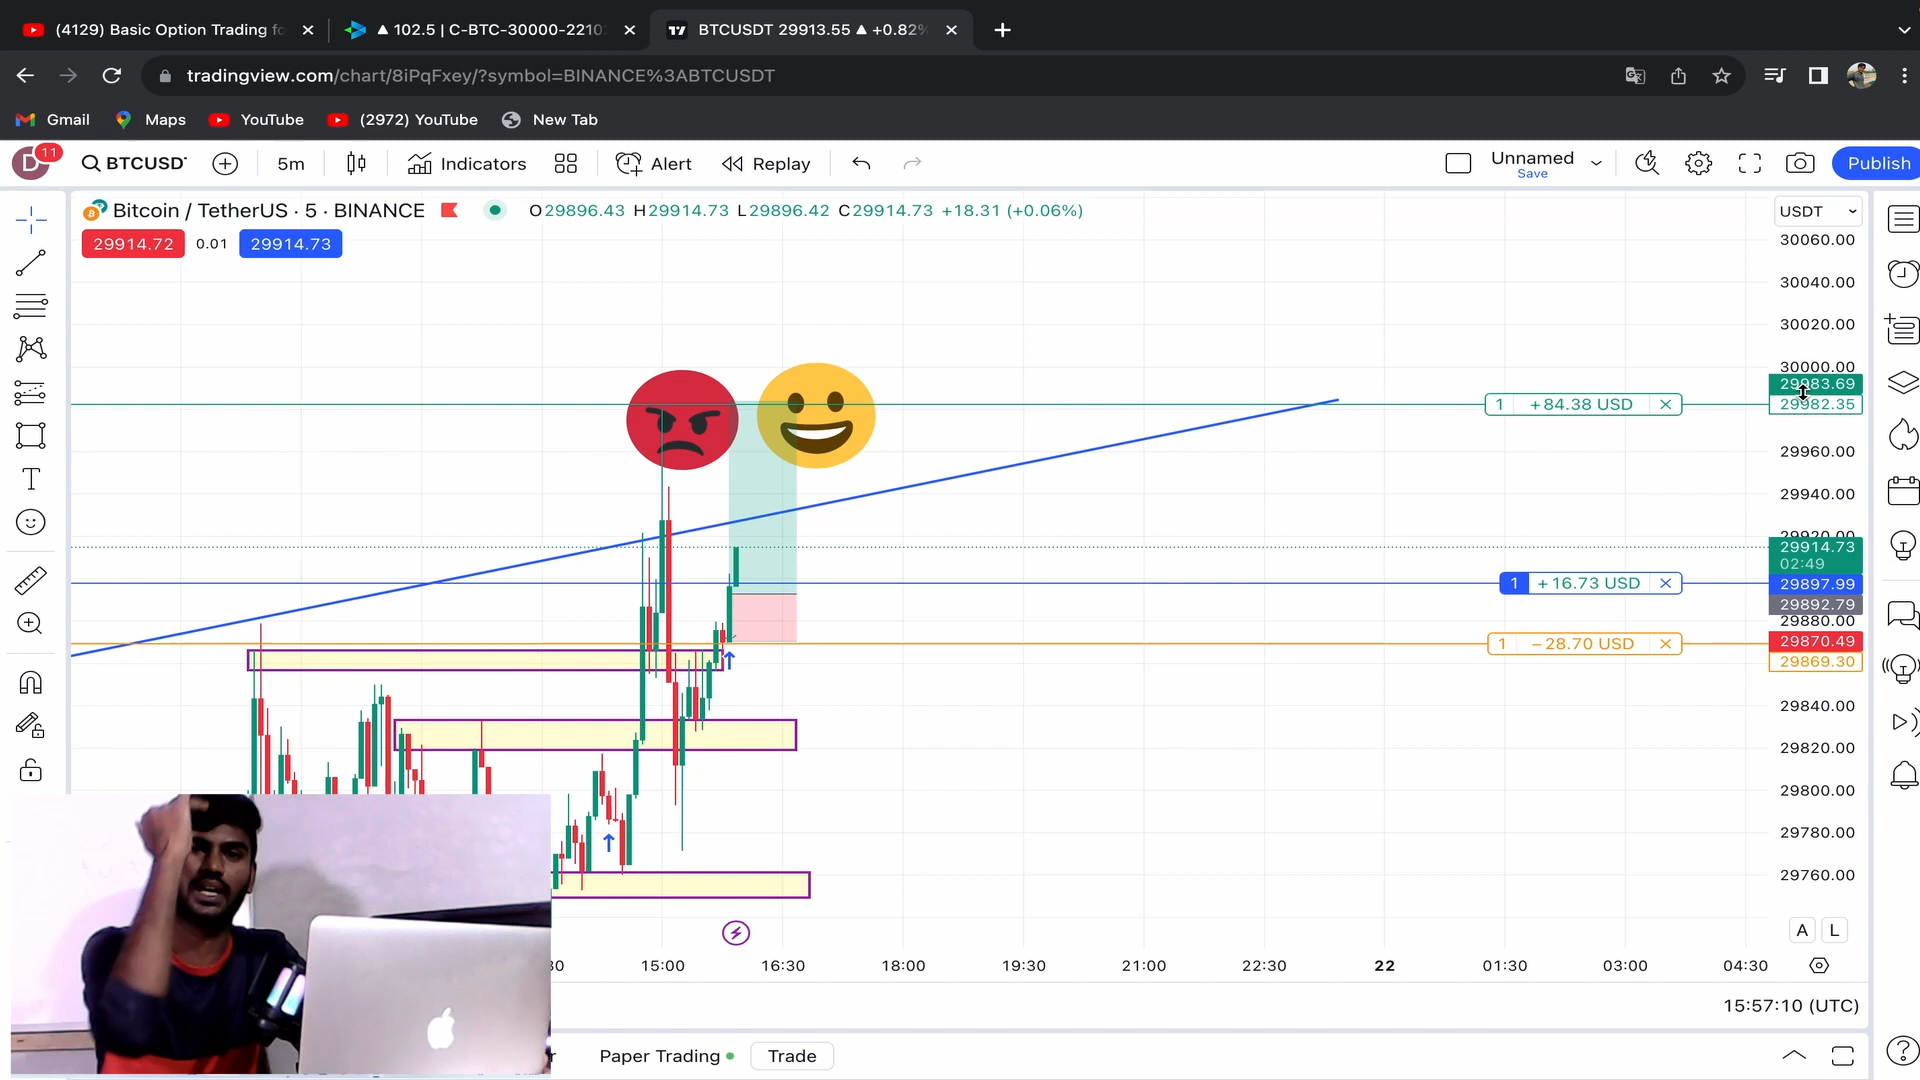 (4129) Basic Option Trading fo
▲ 102.5 | C-BTC-30000-22102
BTCUSDT 29913.55 ▲ +0.82%
tradingview.com/chart/8iPqFxey/?symbol=BINANCE%3ABTCUSDT
Gmail
Maps
YouTube
(2972) YouTube
New Tab
D
11
BTCUSDT
5m
Indicators
Alert
Replay
Unnamed
Save
Publish
Bitcoin / TetherUS · 5 · BINANCE
O29896.43 H29914.73 L29896.42 C29914.73 +18.31 (+0.06%)
USDT
29914.72
0.01
29914.73
30060.00
30040.00
30020.00
30000.00
29983.69
1 +84.38 USD
29982.35
29960.00
29940.00
29920.00
29914.73
02:49
1 +16.73 USD
29897.99
29892.79
29880.00
1 −28.70 USD
29870.49
29869.30
29840.00
29820.00
29800.00
29780.00
29760.00
A L
15:00 16:30 18:00 19:30 21:00 22:30 22 01:30 03:00 04:30
15:57:10 (UTC)
Paper Trading
Trade